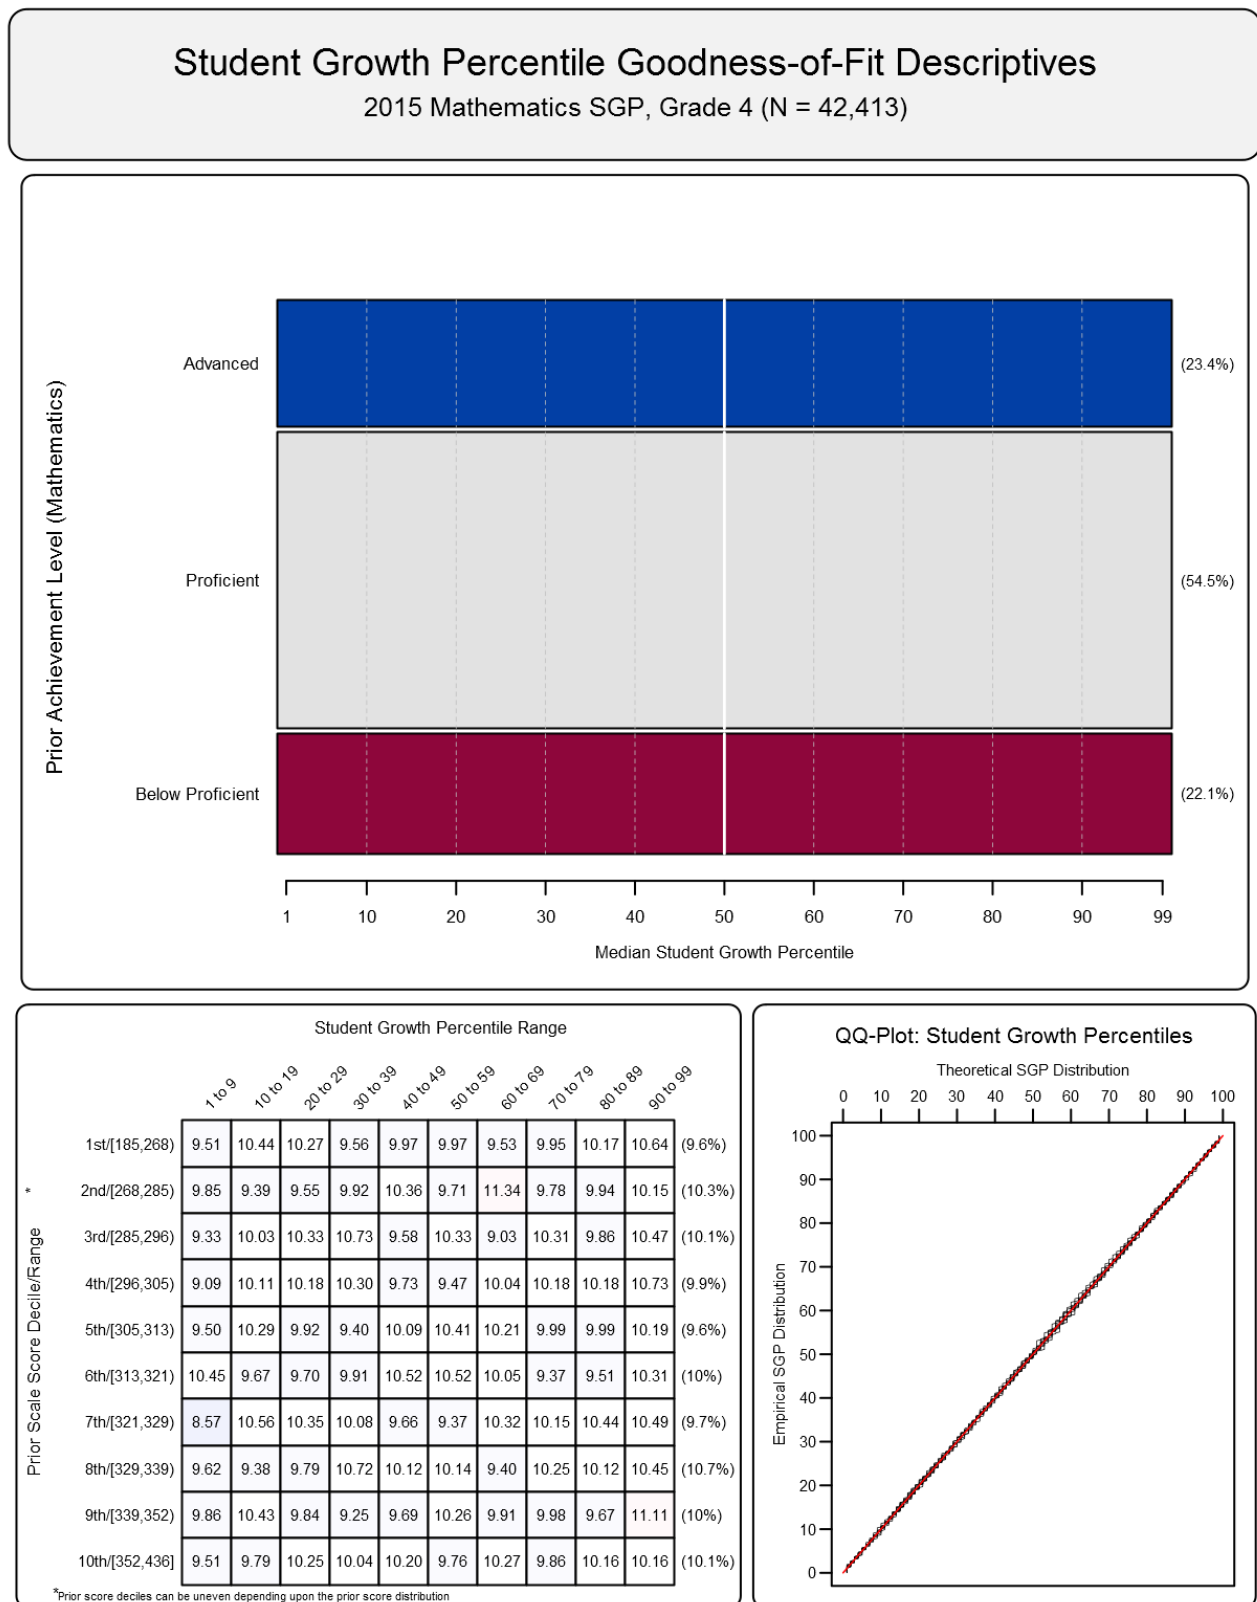 Student Growth Percentile Goodness-of-Fit Descriptives
2015 Mathematics SGP, Grade 4 (N = 42,413)
Prior Achievement Level (Mathematics)
Advanced
(23.4%)
Proficient
(54.5%)
Below Proficient
(22.1%)
1 10 20 30 40 50 60 70 80 90 99
Median Student Growth Percentile
Student Growth Percentile Range
1 to 9 10 to 19 20 to 29 30 to 39 40 to 49 50 to 59 60 to 69 70 to 79 80 to 89 90 to 99
Prior Scale Score Decile/Range *
1st/[185,268) 9.51 10.44 10.27 9.56 9.97 9.97 9.53 9.95 10.17 10.64 (9.6%)
2nd/[268,285) 9.85 9.39 9.55 9.92 10.36 9.71 11.34 9.78 9.94 10.15 (10.3%)
3rd/[285,296) 9.33 10.03 10.33 10.73 9.58 10.33 9.03 10.31 9.86 10.47 (10.1%)
4th/[296,305) 9.09 10.11 10.18 10.30 9.73 9.47 10.04 10.18 10.18 10.73 (9.9%)
5th/[305,313) 9.50 10.29 9.92 9.40 10.09 10.41 10.21 9.99 9.99 10.19 (9.6%)
6th/[313,321) 10.45 9.67 9.70 9.91 10.52 10.52 10.05 9.37 9.51 10.31 (10%)
7th/[321,329) 8.57 10.56 10.35 10.08 9.66 9.37 10.32 10.15 10.44 10.49 (9.7%)
8th/[329,339) 9.62 9.38 9.79 10.72 10.12 10.14 9.40 10.25 10.12 10.45 (10.7%)
9th/[339,352) 9.86 10.43 9.84 9.25 9.69 10.26 9.91 9.98 9.67 11.11 (10%)
10th/[352,436] 9.51 9.79 10.25 10.04 10.20 9.76 10.27 9.86 10.16 10.16 (10.1%)
*Prior score deciles can be uneven depending upon the prior score distribution
QQ-Plot: Student Growth Percentiles
Theoretical SGP Distribution
0 10 20 30 40 50 60 70 80 90 100
Empirical SGP Distribution
100
90
80
70
60
50
40
30
20
10
0